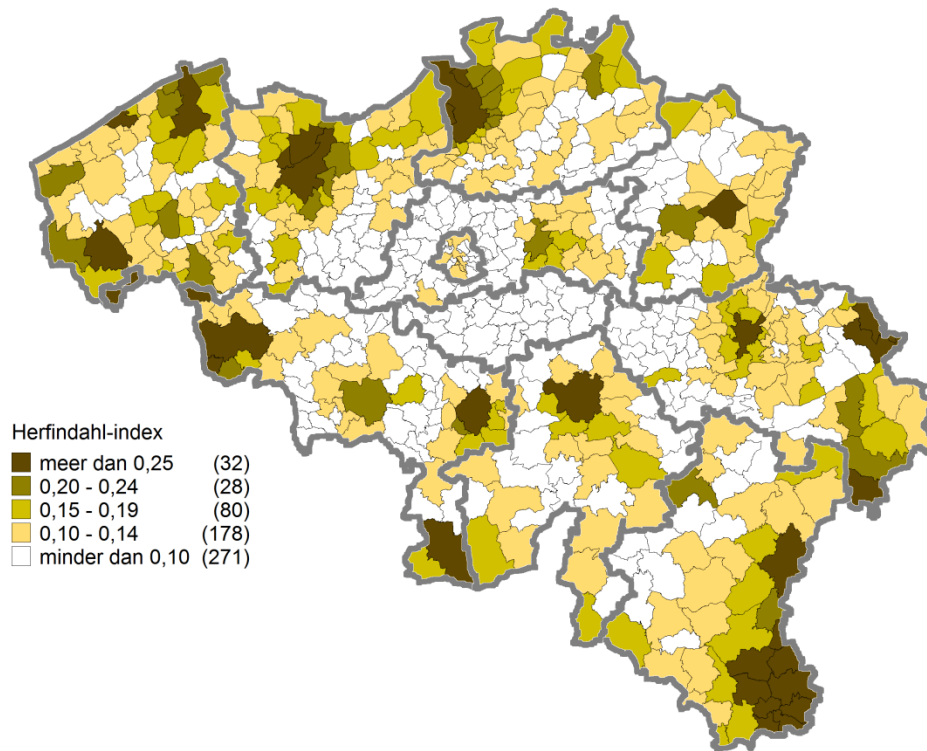 Herfindahl-index
meer dan 0,25 (32)
0,20 - 0,24 (28)
0,15 - 0,19 (80)
0,10 - 0,14 (178)
minder dan 0,10 (271)